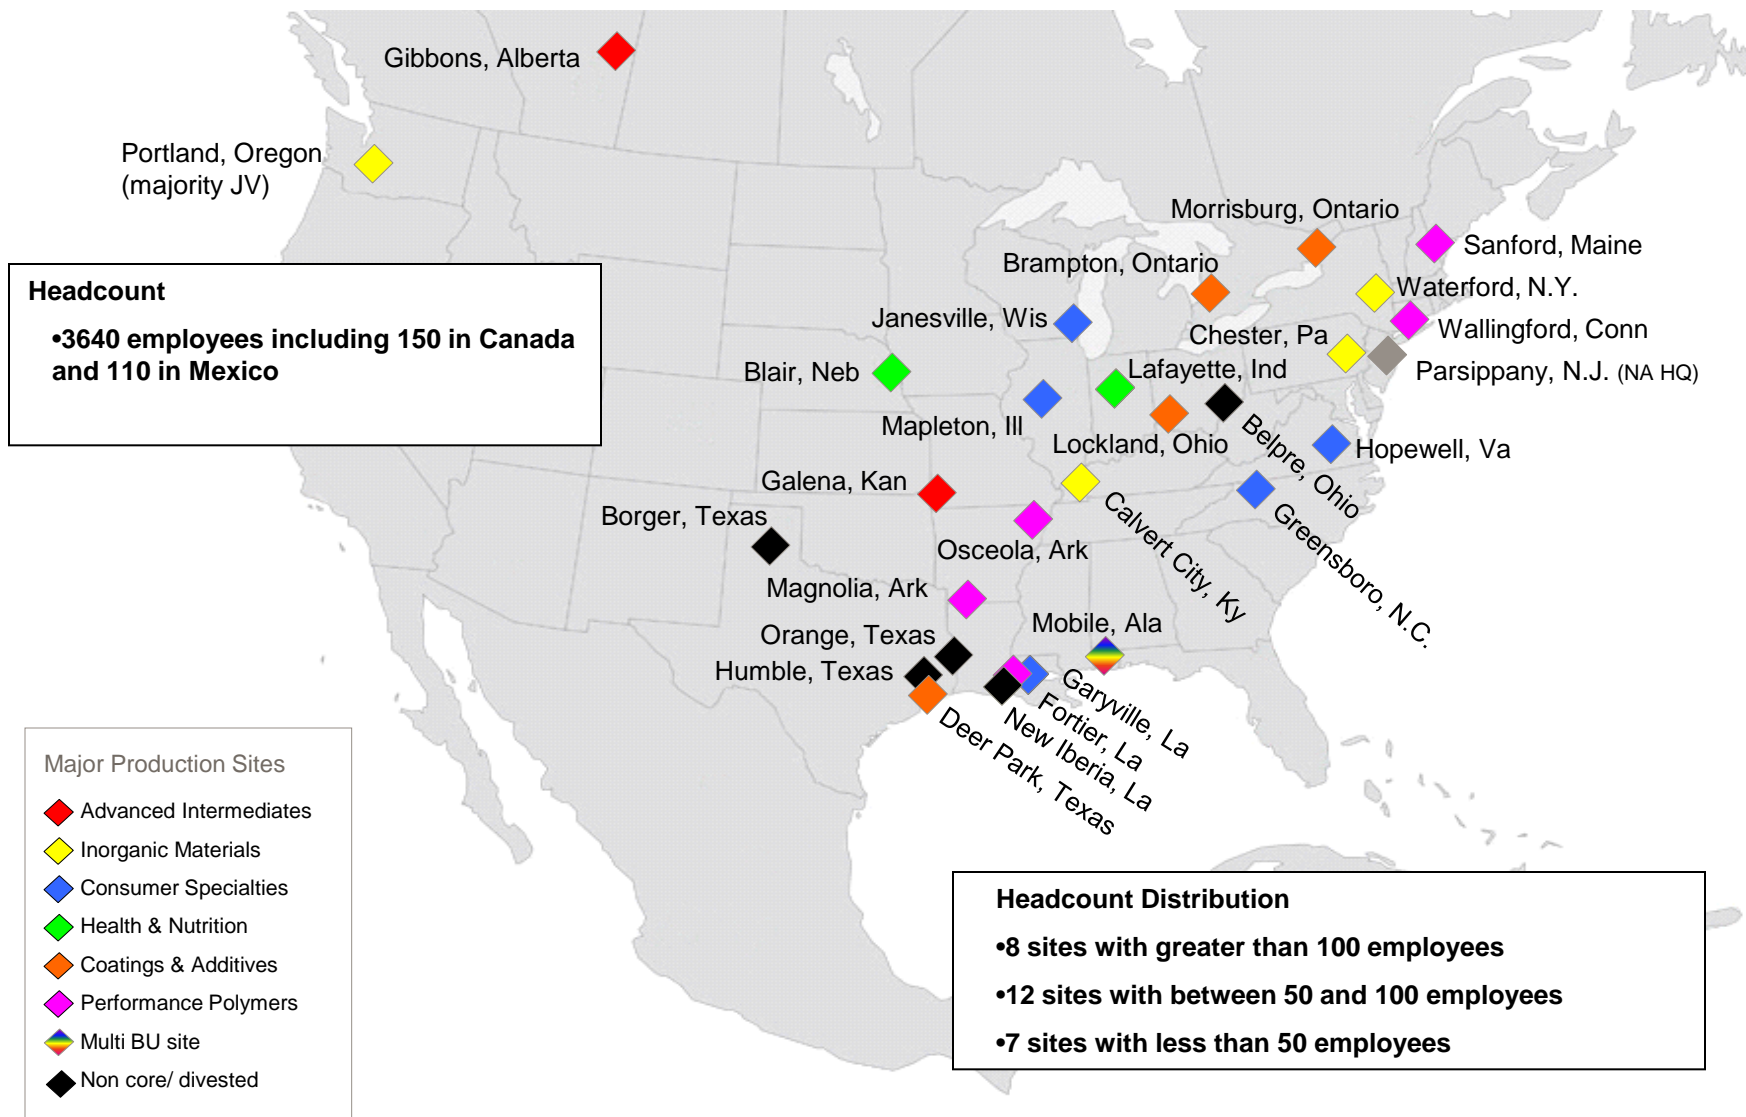 Gibbons, Alberta
Portland, Oregon
(majority JV)
Morrisburg, Ontario
Sanford, Maine
Brampton, Ontario
Waterford, N.Y.
Headcount
•3640 employees including 150 in Canada
and 110 in Mexico
Janesville, Wis
Chester, Pa
Wallingford, Conn
Blair, Neb
Lafayette, Ind
Parsippany, N.J. (NA HQ)
Mapleton, Ill
Lockland, Ohio
Belpre, Ohio
Hopewell, Va
Galena, Kan
Calvert City, Ky
Greensboro, N.C.
Borger, Texas
Osceola, Ark
Magnolia, Ark
Mobile, Ala
Orange, Texas
Humble, Texas
Garyville, La
Fortier, La
New Iberia, La
Deer Park, Texas
Major Production Sites
Advanced Intermediates
Inorganic Materials
Consumer Specialties
Health & Nutrition
Coatings & Additives
Performance Polymers
Multi BU site
Non core/ divested
Headcount Distribution
•8 sites with greater than 100 employees
•12 sites with between 50 and 100 employees
•7 sites with less than 50 employees